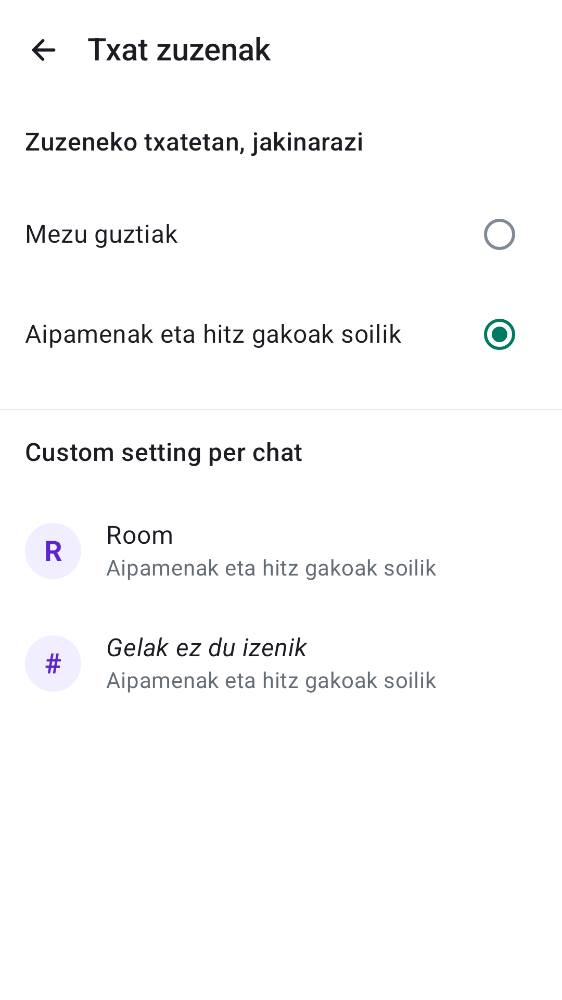 Txat zuzenak
Zuzeneko txatetan, jakinarazi
Mezu guztiak
Aipamenak eta hitz gakoak soilik
Custom setting per chat
R
Room
Aipamenak eta hitz gakoak soilik
#
Gelak ez du izenik
Aipamenak eta hitz gakoak soilik